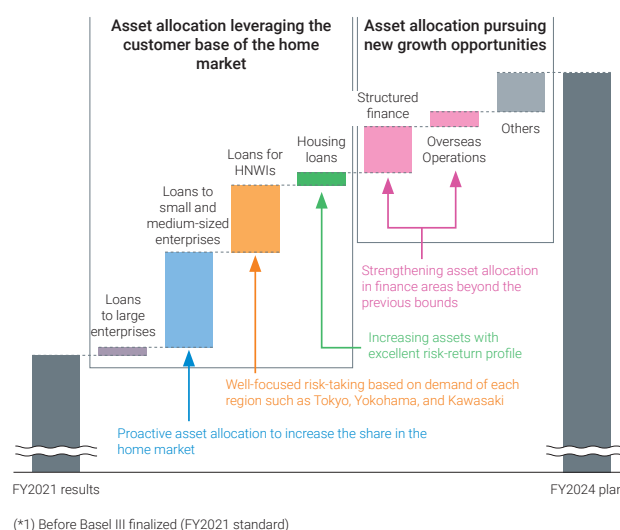 Asset allocation leveraging the
customer base of the home
market
Asset allocation pursuing
new growth opportunities
Structured
finance
Overseas
Operations
Others
Housing
loans
Loans for
HNWIs
Loans to
small and
medium-sized
enterprises
Loans
to large
enterprises
Strengthening asset allocation
in finance areas beyond the
previous bounds
Increasing assets with
excellent risk-return profile
Well-focused risk-taking based on demand of each
region such as Tokyo, Yokohama, and Kawasaki
Proactive asset allocation to increase the share in the
home market
FY2021 results
FY2024 plan
(*1) Before Basel III finalized (FY2021 standard)